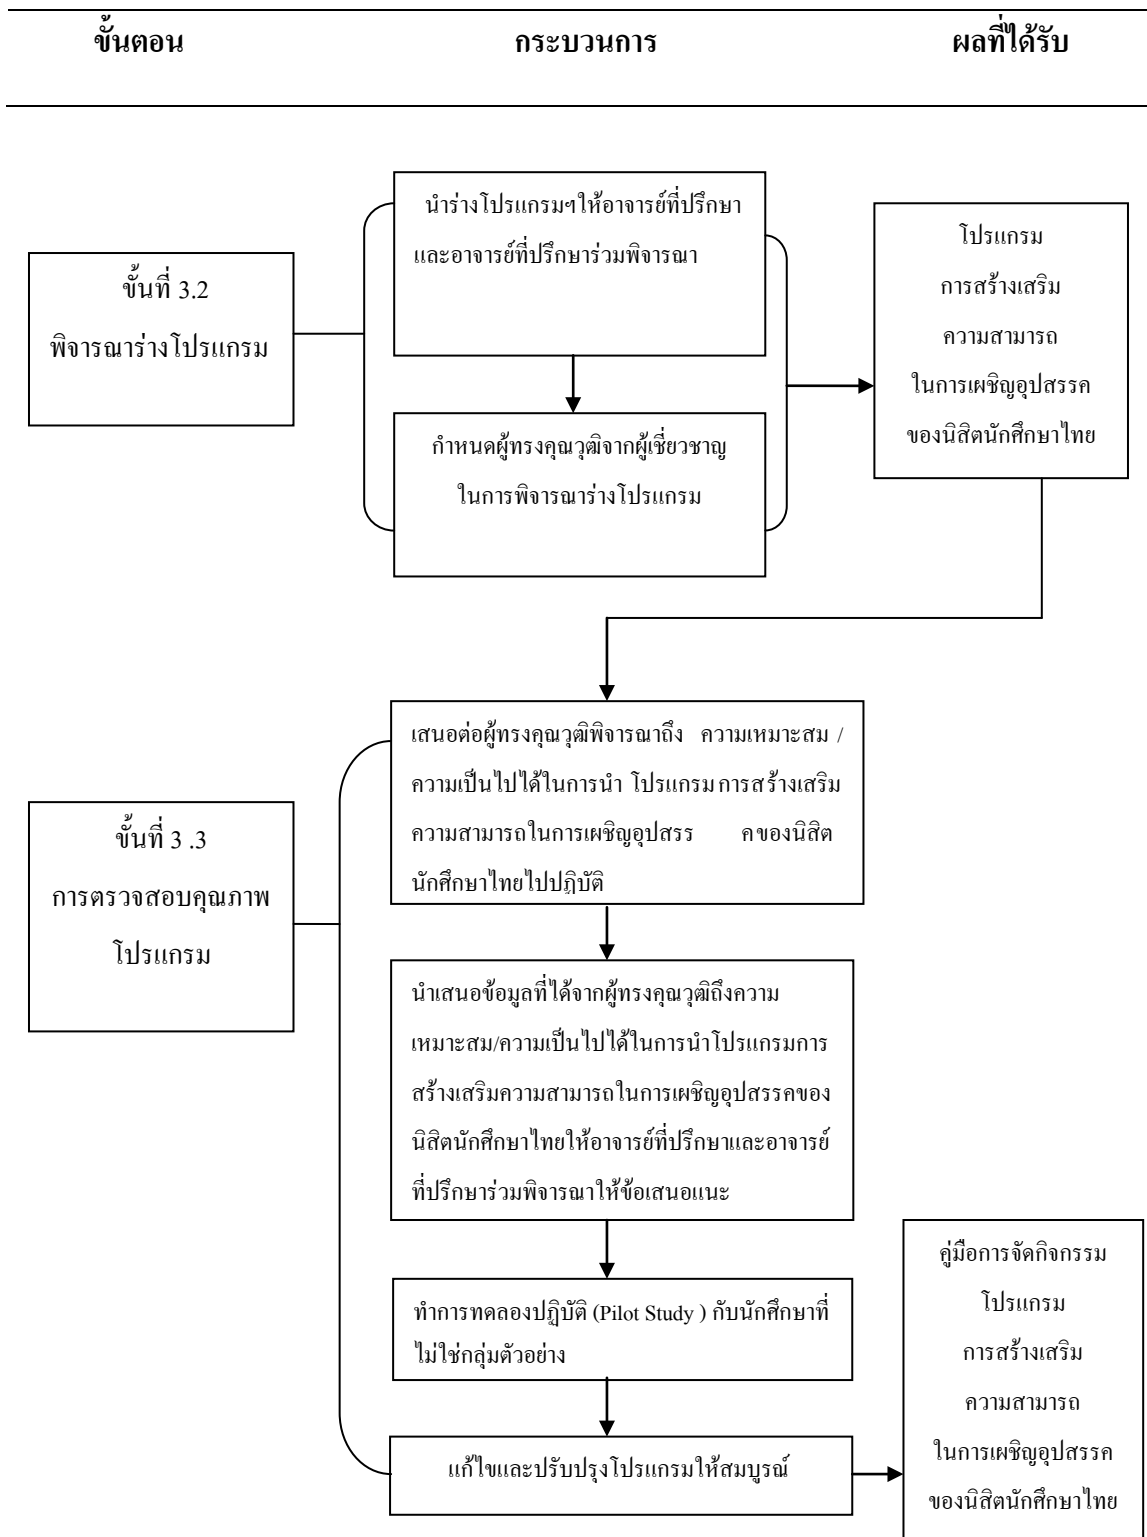 ขั้นตอน กระบวนการ ผลที่ได้รับ
ขั้นที่ 3.2
พิจารณาร่างโปรแกรม
นำร่างโปรแกรมฯให้อาจารย์ที่ปรึกษา
และอาจารย์ที่ปรึกษาร่วมพิจารณา
กำหนดผู้ทรงคุณวุฒิจากผู้เชี่ยวชาญ
ในการพิจารณาร่างโปรแกรม
โปรแกรม
การสร้างเสริม
ความสามารถ
ในการเผชิญอุปสรรค
ของนิสิตนักศึกษาไทย
ขั้นที่ 3 .3
การตรวจสอบคุณภาพ
โปรแกรม
เสนอต่อผู้ทรงคุณวุฒิพิจารณาถึง ความเหมาะสม /
ความเป็นไปได้ในการนำ โปรแกรม การสร้างเสริม
ความสามารถในการเผชิญอุปสรร คของนิสิต
นักศึกษาไทยไปปฏิบัติ
นำเสนอข้อมูลที่ได้จากผู้ทรงคุณวุฒิถึงความ
เหมาะสม/ความเป็นไปได้ในการนำโปรแกรมการ
สร้างเสริมความสามารถในการเผชิญอุปสรรคของ
นิสิตนักศึกษาไทยให้อาจารย์ที่ปรึกษาและอาจารย์
ที่ปรึกษาร่วมพิจารณาให้ข้อเสนอแนะ
ทำการทดลองปฏิบัติ (Pilot Study ) กับนักศึกษาที่
ไม่ใช่กลุ่มตัวอย่าง
แก้ไขและปรับปรุงโปรแกรมให้สมบูรณ์
คู่มือการจัดกิจกรรม
โปรแกรม
การสร้างเสริม
ความสามารถ
ในการเผชิญอุปสรรค
ของนิสิตนักศึกษาไทย